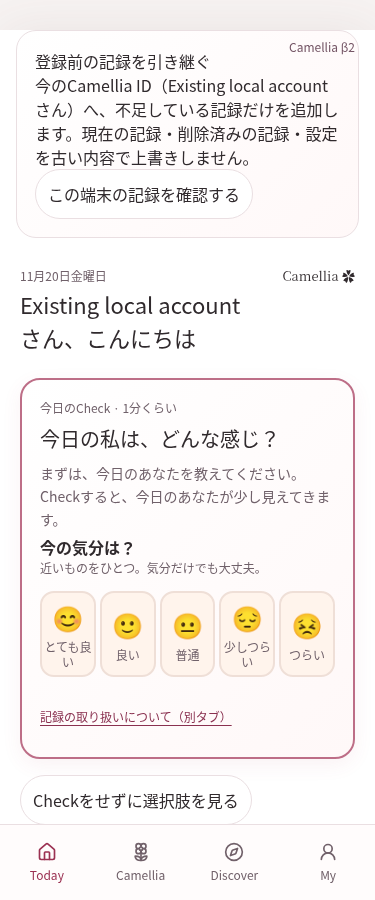 Camellia β2
登録前の記録を引き継ぐ
今のCamellia ID（Existing local account
さん）へ、不足している記録だけを追加し
ます。現在の記録・削除済みの記録・設定
を古い内容で上書きしません。
この端末の記録を確認する
11月20日金曜日
Camellia
Existing local account
さん、こんにちは
今日のCheck · 1分くらい
今日の私は、どんな感じ？
まずは、今日のあなたを教えてください。
Checkすると、今日のあなたが少し見えてきま
す。
今の気分は？
近いものをひとつ。気分だけでも大丈夫。
とても良
い
良い
普通
少しつら
い
つらい
記録の取り扱いについて（別タブ）
Checkをせずに選択肢を見る
Today
Camellia
Discover
My